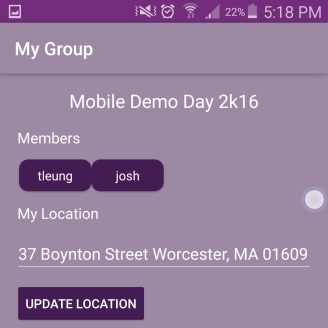 22% 5:18 PM
My Group
Mobile Demo Day 2k16
Members
tleung josh
My Location
37 Boynton Street Worcester, MA 01609
UPDATE LOCATION